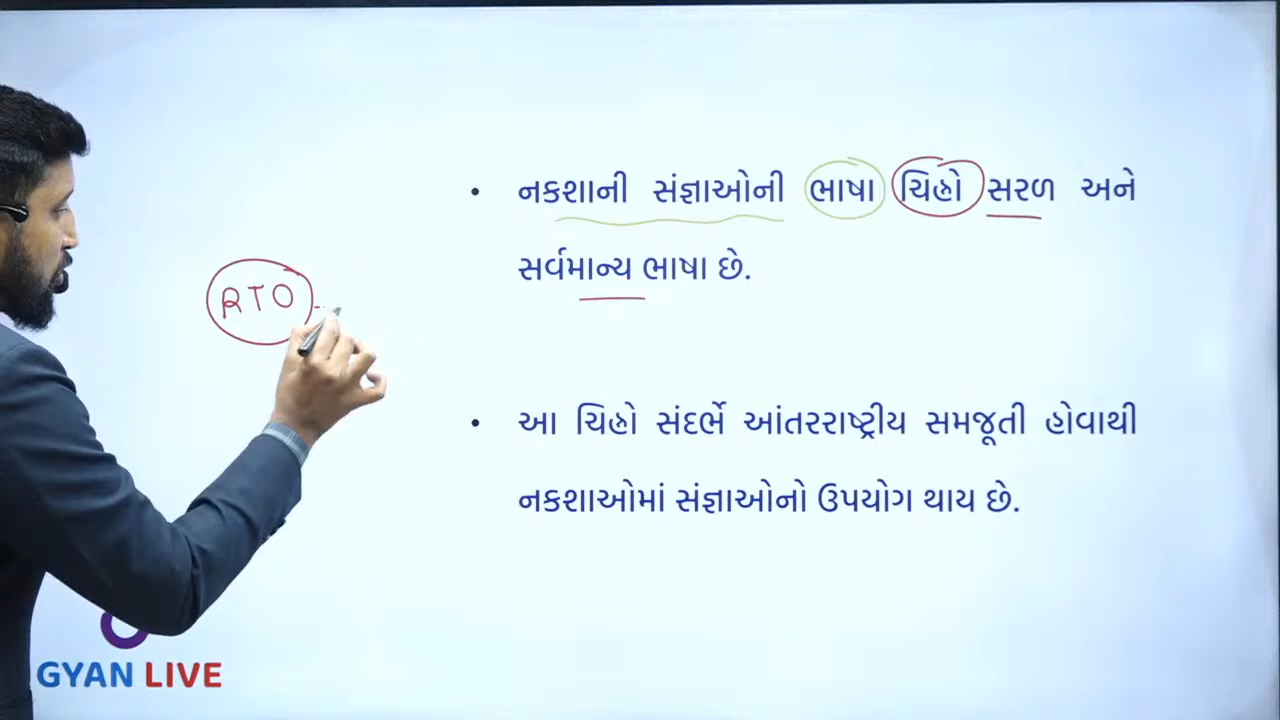 નકશાની સંજ્ઞાઓની ભાષા ચિહ્નો સરળ અને
સર્વમાન્ય ભાષા છે.
RTO
આ ચિહ્નો સંદર્ભે આંતરરાષ્ટ્રીય સમજૂતી હોવાથી
નકશાઓમાં સંજ્ઞાઓનો ઉપયોગ થાય છે.
GYAN LIVE